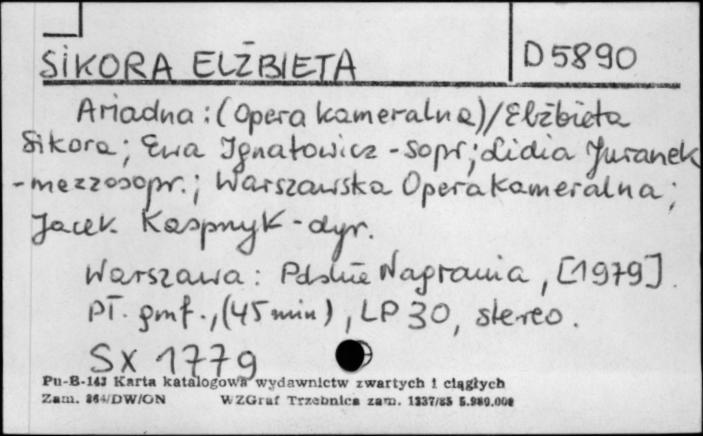 SIKORA ELŻBIETA
D 5890
Ariadna : (Opera kameralna) / Elżbieta
Sikora ; Ewa Ignatowicz - sopr ; Lidia Juranek
- mezzosopr. ; Warszawska Opera Kameralna ;
Jacek Kaspszyk - dyr.
Warszawa : Polskie Nagrania , [1979].
Pł. gmf. , (45 min) , LP 30 , stereo .
SX 1779
Pu-B-143 Karta katalogowa wydawnictw zwartych i ciągłych
Zam. 864/DW/ON WZGraf Trzebnica zam. 1337/85 5.980.000